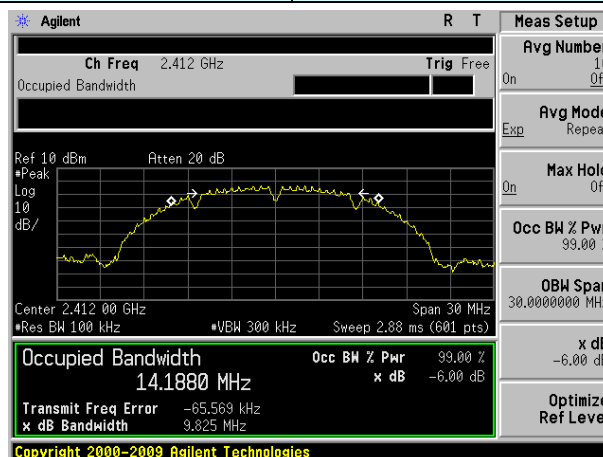 Agilent R T
Meas Setup
Ch Freq 2.412 GHz Trig Free
Occupied Bandwidth
Ref 10 dBm Atten 20 dB
#Peak
Log
10
dB/
Center 2.412 00 GHz Span 30 MHz
#Res BW 100 kHz #VBW 300 kHz Sweep 2.88 ms (601 pts)
Occupied Bandwidth
14.1880 MHz
Occ BW % Pwr 99.00 %
x dB -6.00 dB
Transmit Freq Error -65.569 kHz
x dB Bandwidth 9.825 MHz
Copyright 2000-2009 Agilent Technologies
Avg Number
On
Avg Mode
Exp Repeat
Max Hold
On
Occ BW % Pwr
99.00 %
OBW Span
30.0000000 MHz
x dB
-6.00 dB
Optimize
Ref Level